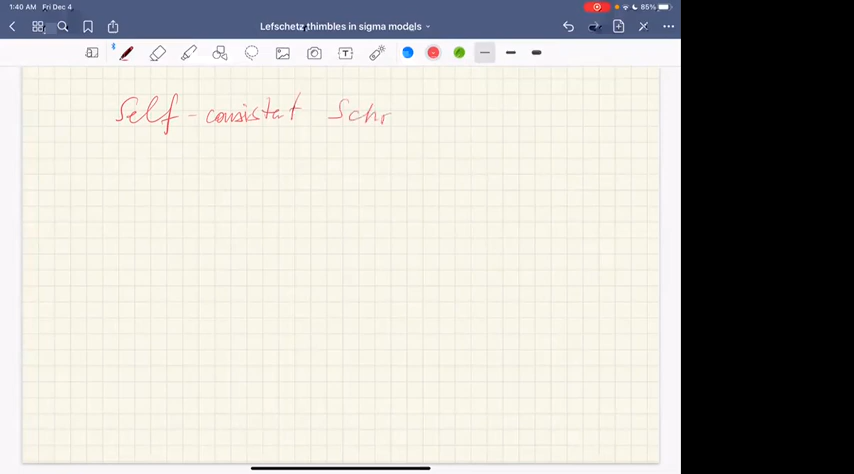 1:40 AM Fri Dec 4
85%
Lefschetz thimbles in sigma models
Self-consistent Schr